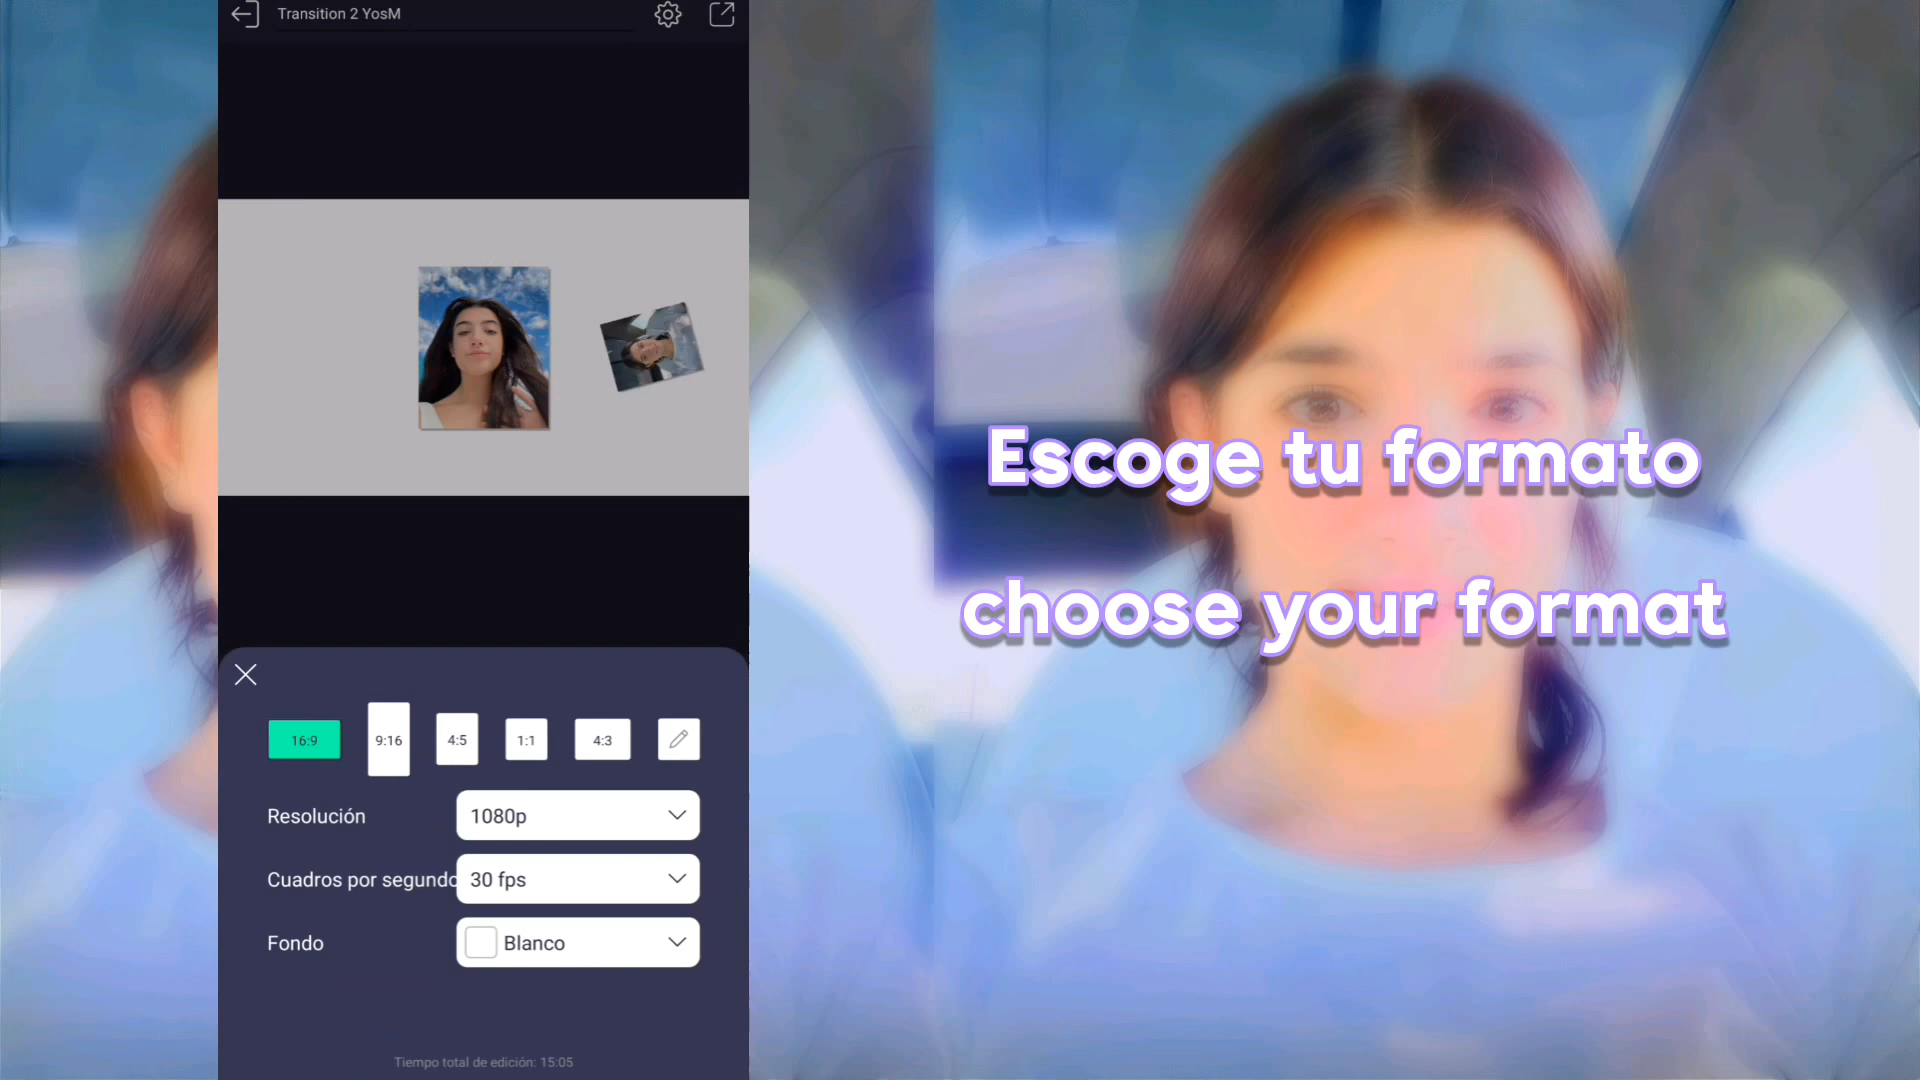 Transition 2 YosM
Escoge tu formato
choose your format
16:9
9:16
4:5
1:1
4:3
Resolución
1080p
Cuadros por segundo
30 fps
Fondo
Blanco
Tiempo total de edición: 15:05